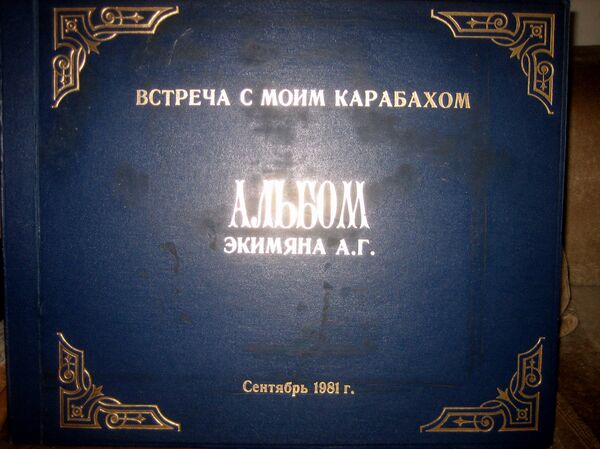 ВСТРЕЧА С МОИМ КАРАБАХОМ
АЛЬБОМ
ЭКИМЯНА А.Г.
Сентябрь 1981 г.